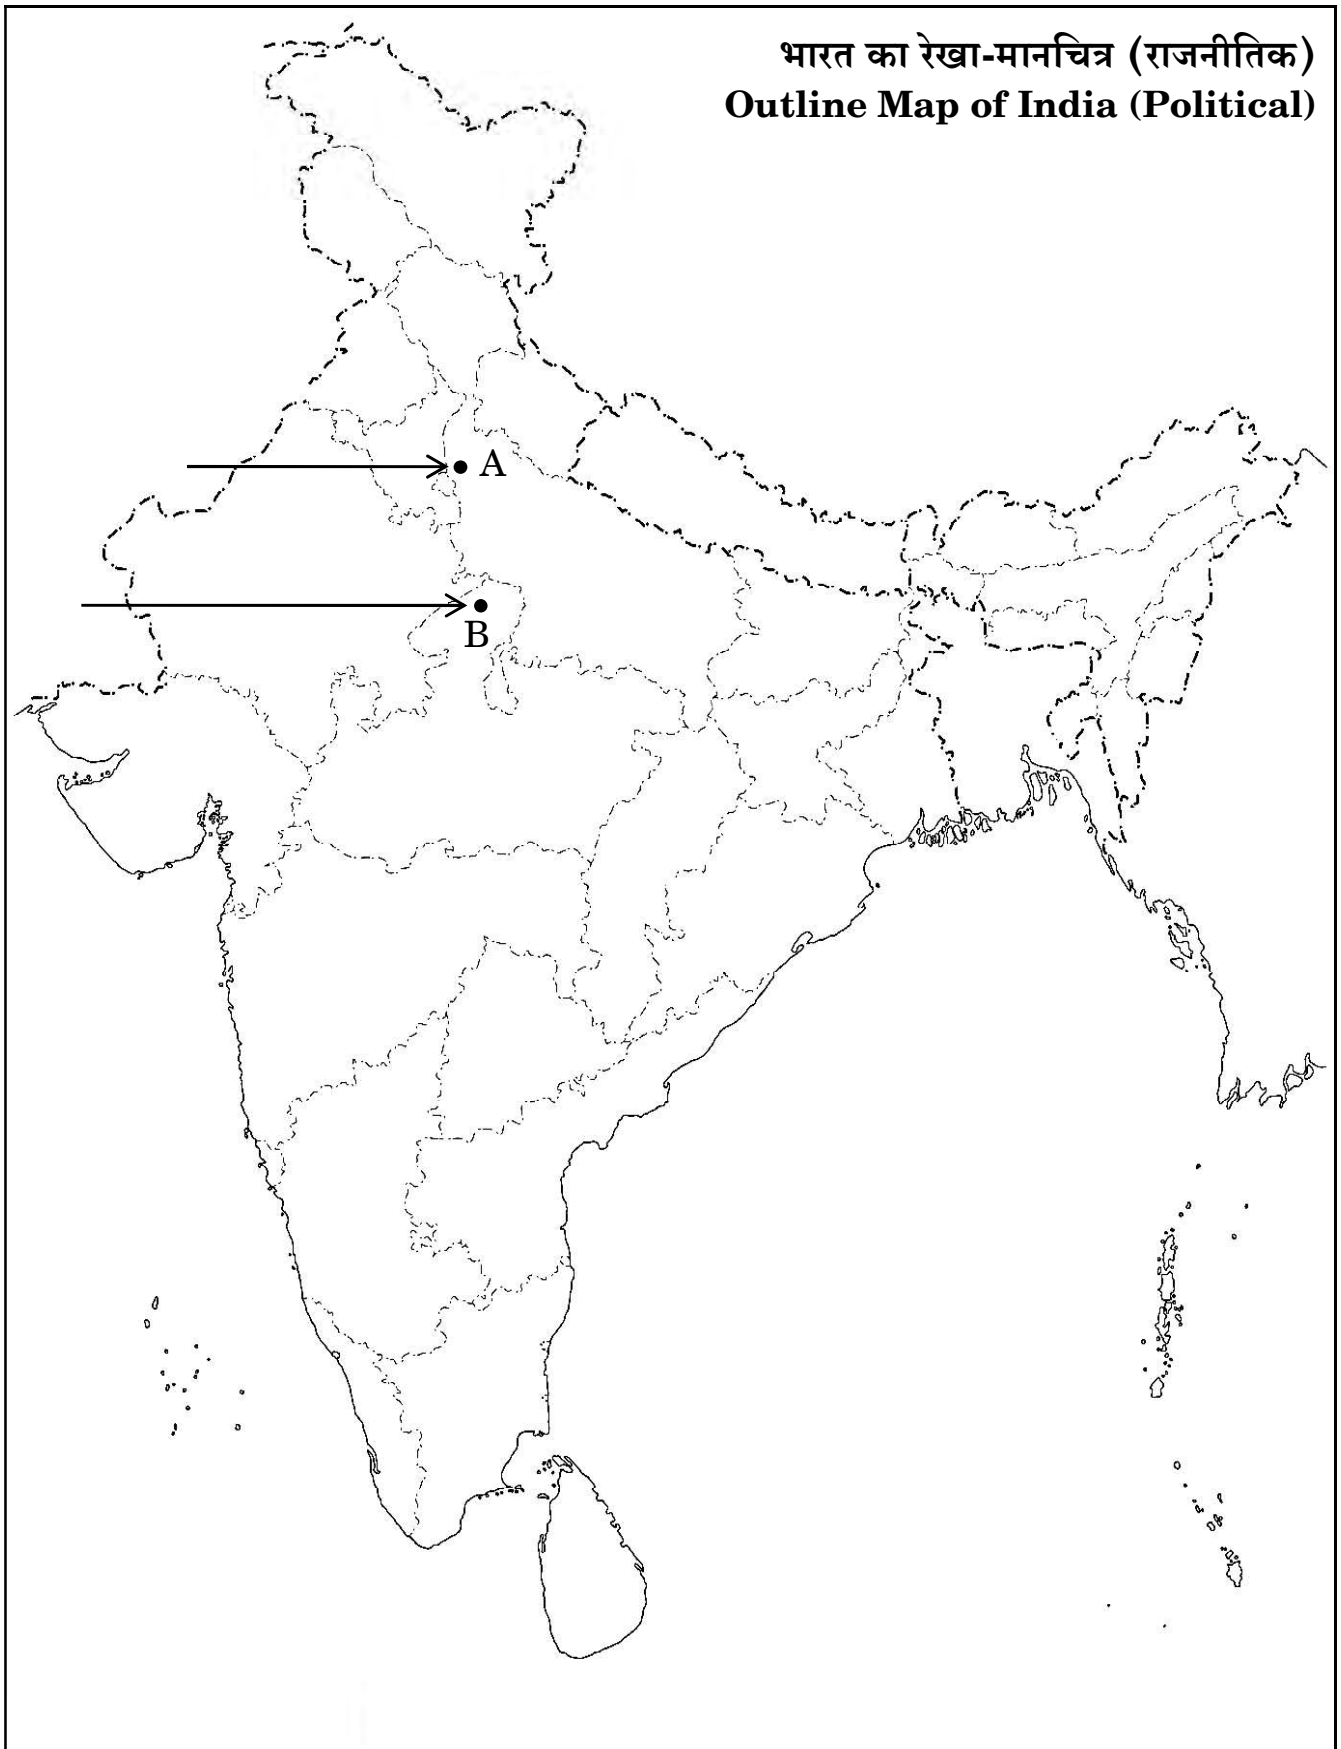 भारत का रेखा-मानचित्र (राजनीतिक)
Outline Map of India (Political)
A
B